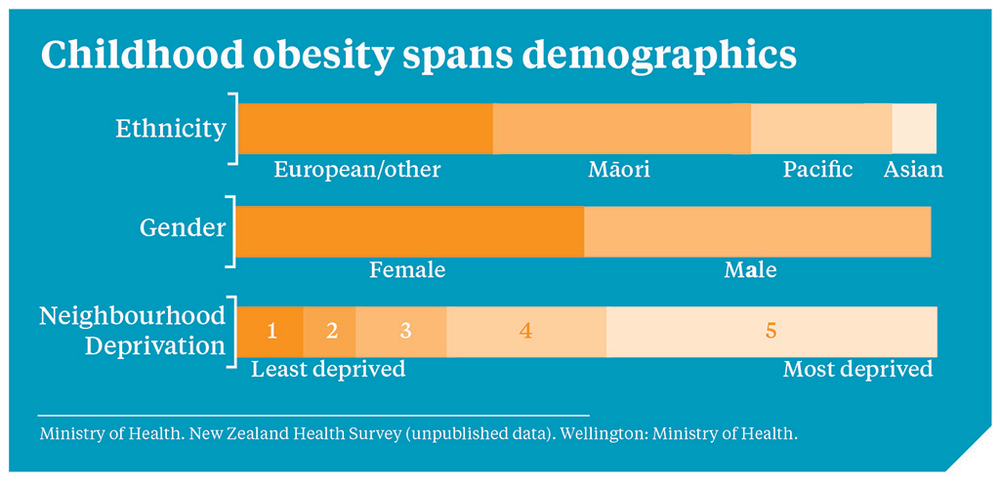 Childhood obesity spans demographics
Ethnicity
European/other Māori Pacific Asian
Gender
Female Male
Neighbourhood
Deprivation
1 2 3 4 5
Least deprived Most deprived
Ministry of Health. New Zealand Health Survey (unpublished data). Wellington: Ministry of Health.